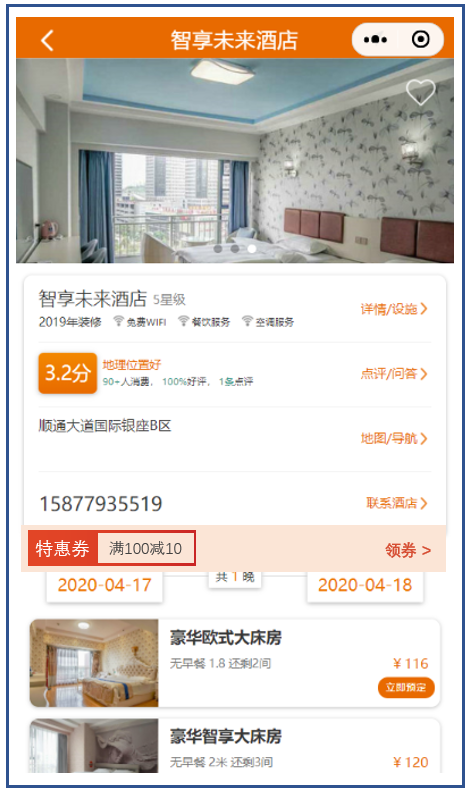 智享未来酒店
智享未来酒店 5星级
2019年装修 免费WIFI 餐饮服务 空调服务
详情/设施
3.2分
地理位置好
90+人消费， 100%好评， 1条点评
点评/问答
顺通大道国际银座B区
地图/导航
15877935519
联系酒店
特惠券 满100减10 领券 >
2020-04-17 共 1 晚 2020-04-18
豪华欧式大床房
无早餐 1.8 还剩2间 ¥ 116
立即预定
豪华智享大床房
无早餐 2米 还剩3间 ¥ 120